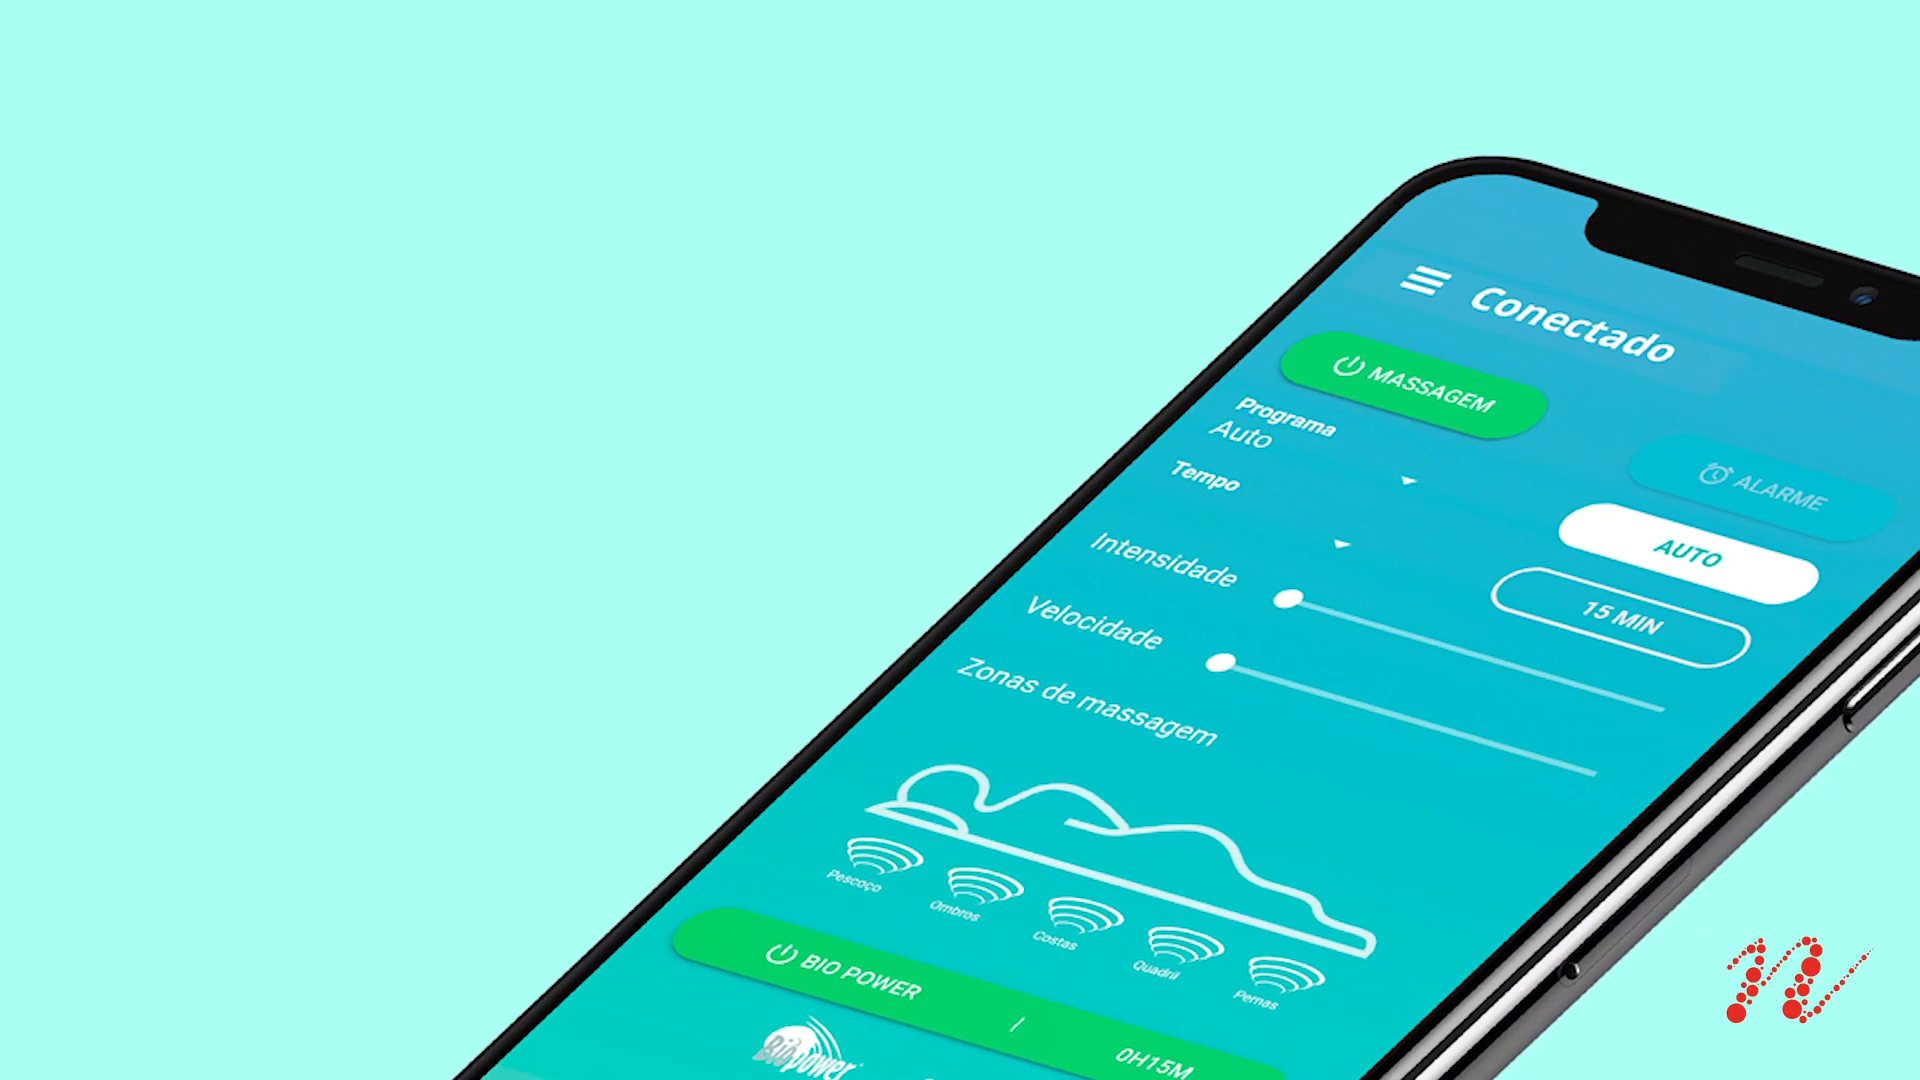 Conectado
MASSAGEM
ALARME
Programa
Auto
AUTO
Tempo
15 MIN
Intensidade
Velocidade
Zonas de massagem
Pescoço
Ombros
Costas
Quadril
Pernas
BIO POWER / 0H15M
Biopower